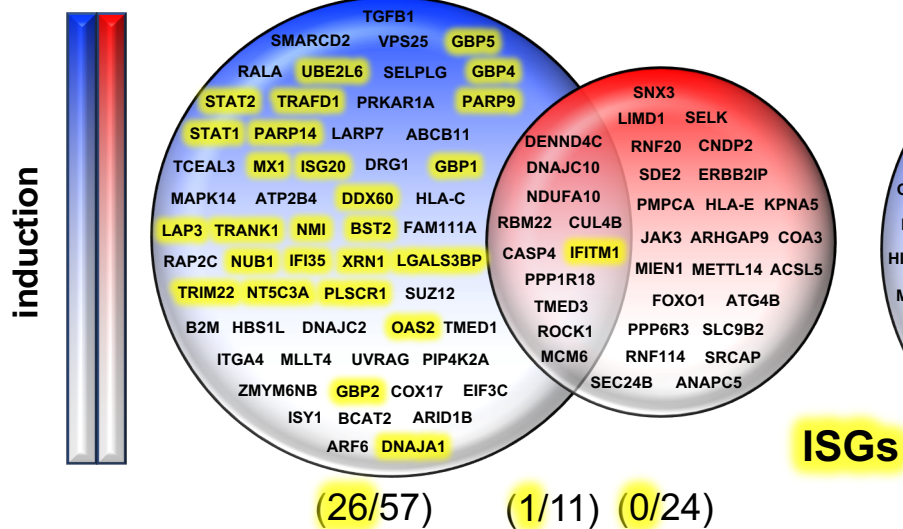 induction
TGFB1
SMARCD2 VPS25 GBP5
RALA UBE2L6 SELPLG GBP4
STAT2 TRAFD1 PRKAR1A PARP9
STAT1 PARP14 LARP7 ABCB11
TCEAL3 MX1 ISG20 DRG1 GBP1
MAPK14 ATP2B4 DDX60 HLA-C
LAP3 TRANK1 NMI BST2 FAM111A
RAP2C NUB1 IFI35 XRN1 LGALS3BP
TRIM22 NT5C3A PLSCR1 SUZ12
B2M HBS1L DNAJC2 OAS2 TMED1
ITGA4 MLLT4 UVRAG PIP4K2A
ZMYM6NB GBP2 COX17 EIF3C
ISY1 BCAT2 ARID1B
ARF6 DNAJA1
DENND4C
DNAJC10
NDUFA10
RBM22 CUL4B
CASP4 IFITM1
PPP1R18
TMED3
ROCK1
MCM6
SNX3
LIMD1 SELK
RNF20 CNDP2
SDE2 ERBB2IP
PMPCA HLA-E KPNA5
JAK3 ARHGAP9 COA3
MIEN1 METTL14 ACSL5
FOXO1 ATG4B
PPP6R3 SLC9B2
RNF114 SRCAP
SEC24B ANAPC5
ISGs
(26/57) (1/11) (0/24)